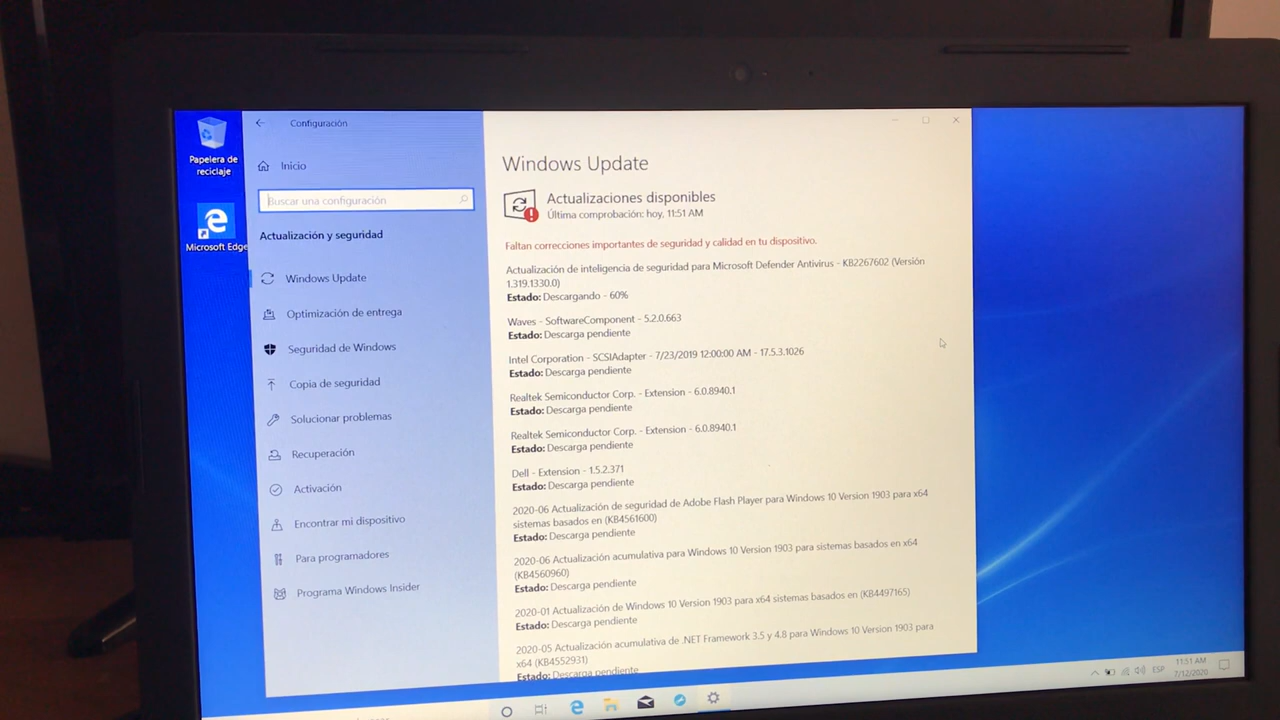 Papelera de
reciclaje
Microsoft Edge
Configuración
Inicio
Buscar una configuración
Actualización y seguridad
Windows Update
Optimización de entrega
Seguridad de Windows
Copia de seguridad
Solucionar problemas
Recuperación
Activación
Encontrar mi dispositivo
Para programadores
Programa Windows Insider
Windows Update
Actualizaciones disponibles
Última comprobación: hoy, 11:51 AM
Faltan correcciones importantes de seguridad y calidad en tu dispositivo.
Actualización de inteligencia de seguridad para Microsoft Defender Antivirus - KB2267602 (Versión
1.319.1330.0)
Estado: Descargando - 60%
Waves - SoftwareComponent - 5.2.0.663
Estado: Descarga pendiente
Intel Corporation - SCSIAdapter - 7/23/2019 12:00:00 AM - 17.5.3.1026
Estado: Descarga pendiente
Realtek Semiconductor Corp. - Extension - 6.0.8940.1
Estado: Descarga pendiente
Realtek Semiconductor Corp. - Extension - 6.0.8940.1
Estado: Descarga pendiente
Dell - Extension - 1.5.2.371
Estado: Descarga pendiente
2020-06 Actualización de seguridad de Adobe Flash Player para Windows 10 Version 1903 para x64
sistemas basados en (KB4561600)
Estado: Descarga pendiente
2020-06 Actualización acumulativa para Windows 10 Version 1903 para sistemas basados en x64
(KB4560960)
Estado: Descarga pendiente
2020-01 Actualización de Windows 10 Version 1903 para x64 sistemas basados en (KB4497165)
Estado: Descarga pendiente
2020-05 Actualización acumulativa de .NET Framework 3.5 y 4.8 para Windows 10 Version 1903 para
x64 (KB4552931)
Estado: Descarga pendiente
ESP
11:51 AM
7/12/2020